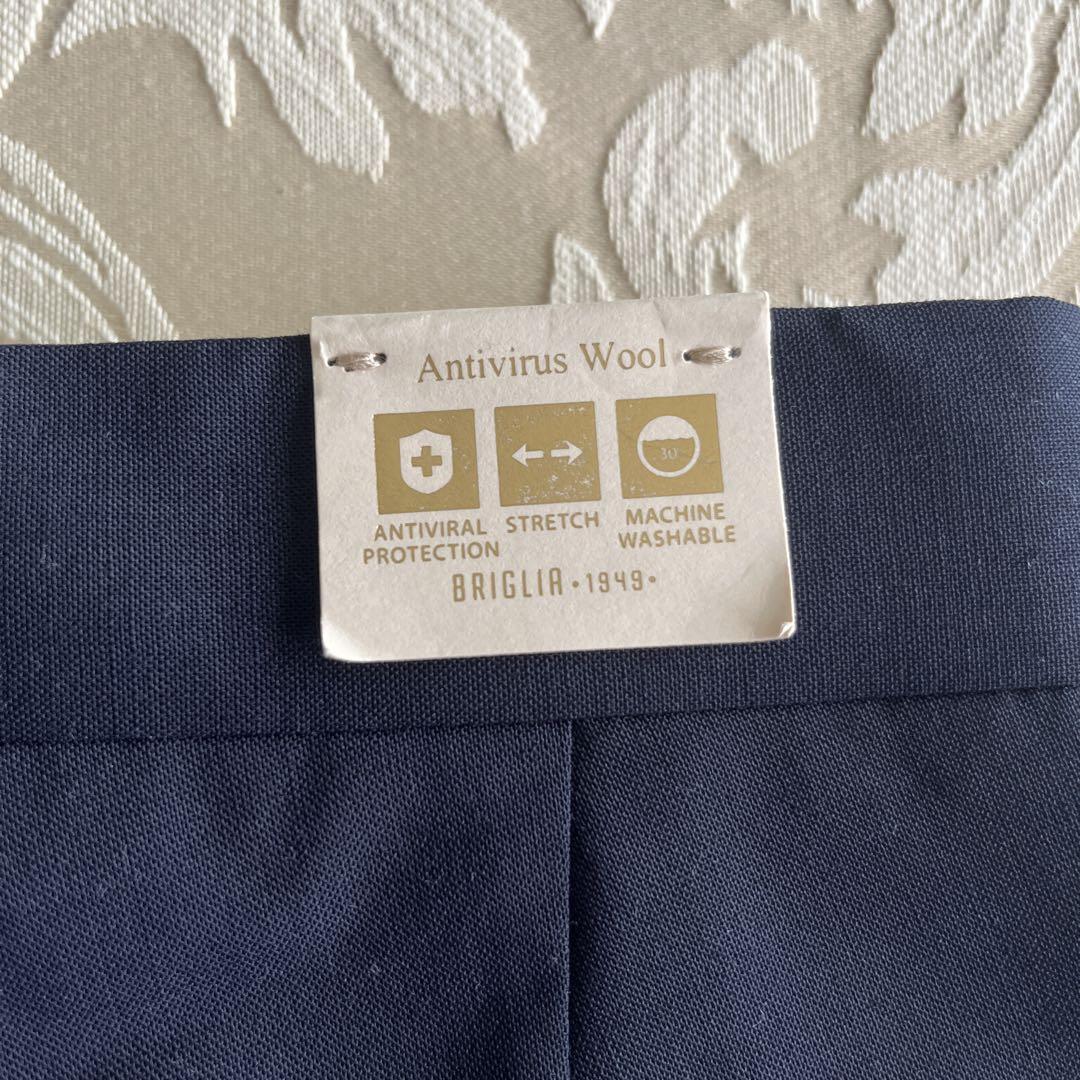 Antivirus Wool
30
ANTIVIRAL PROTECTION
STRETCH
MACHINE WASHABLE
BRIGLIA •1949•